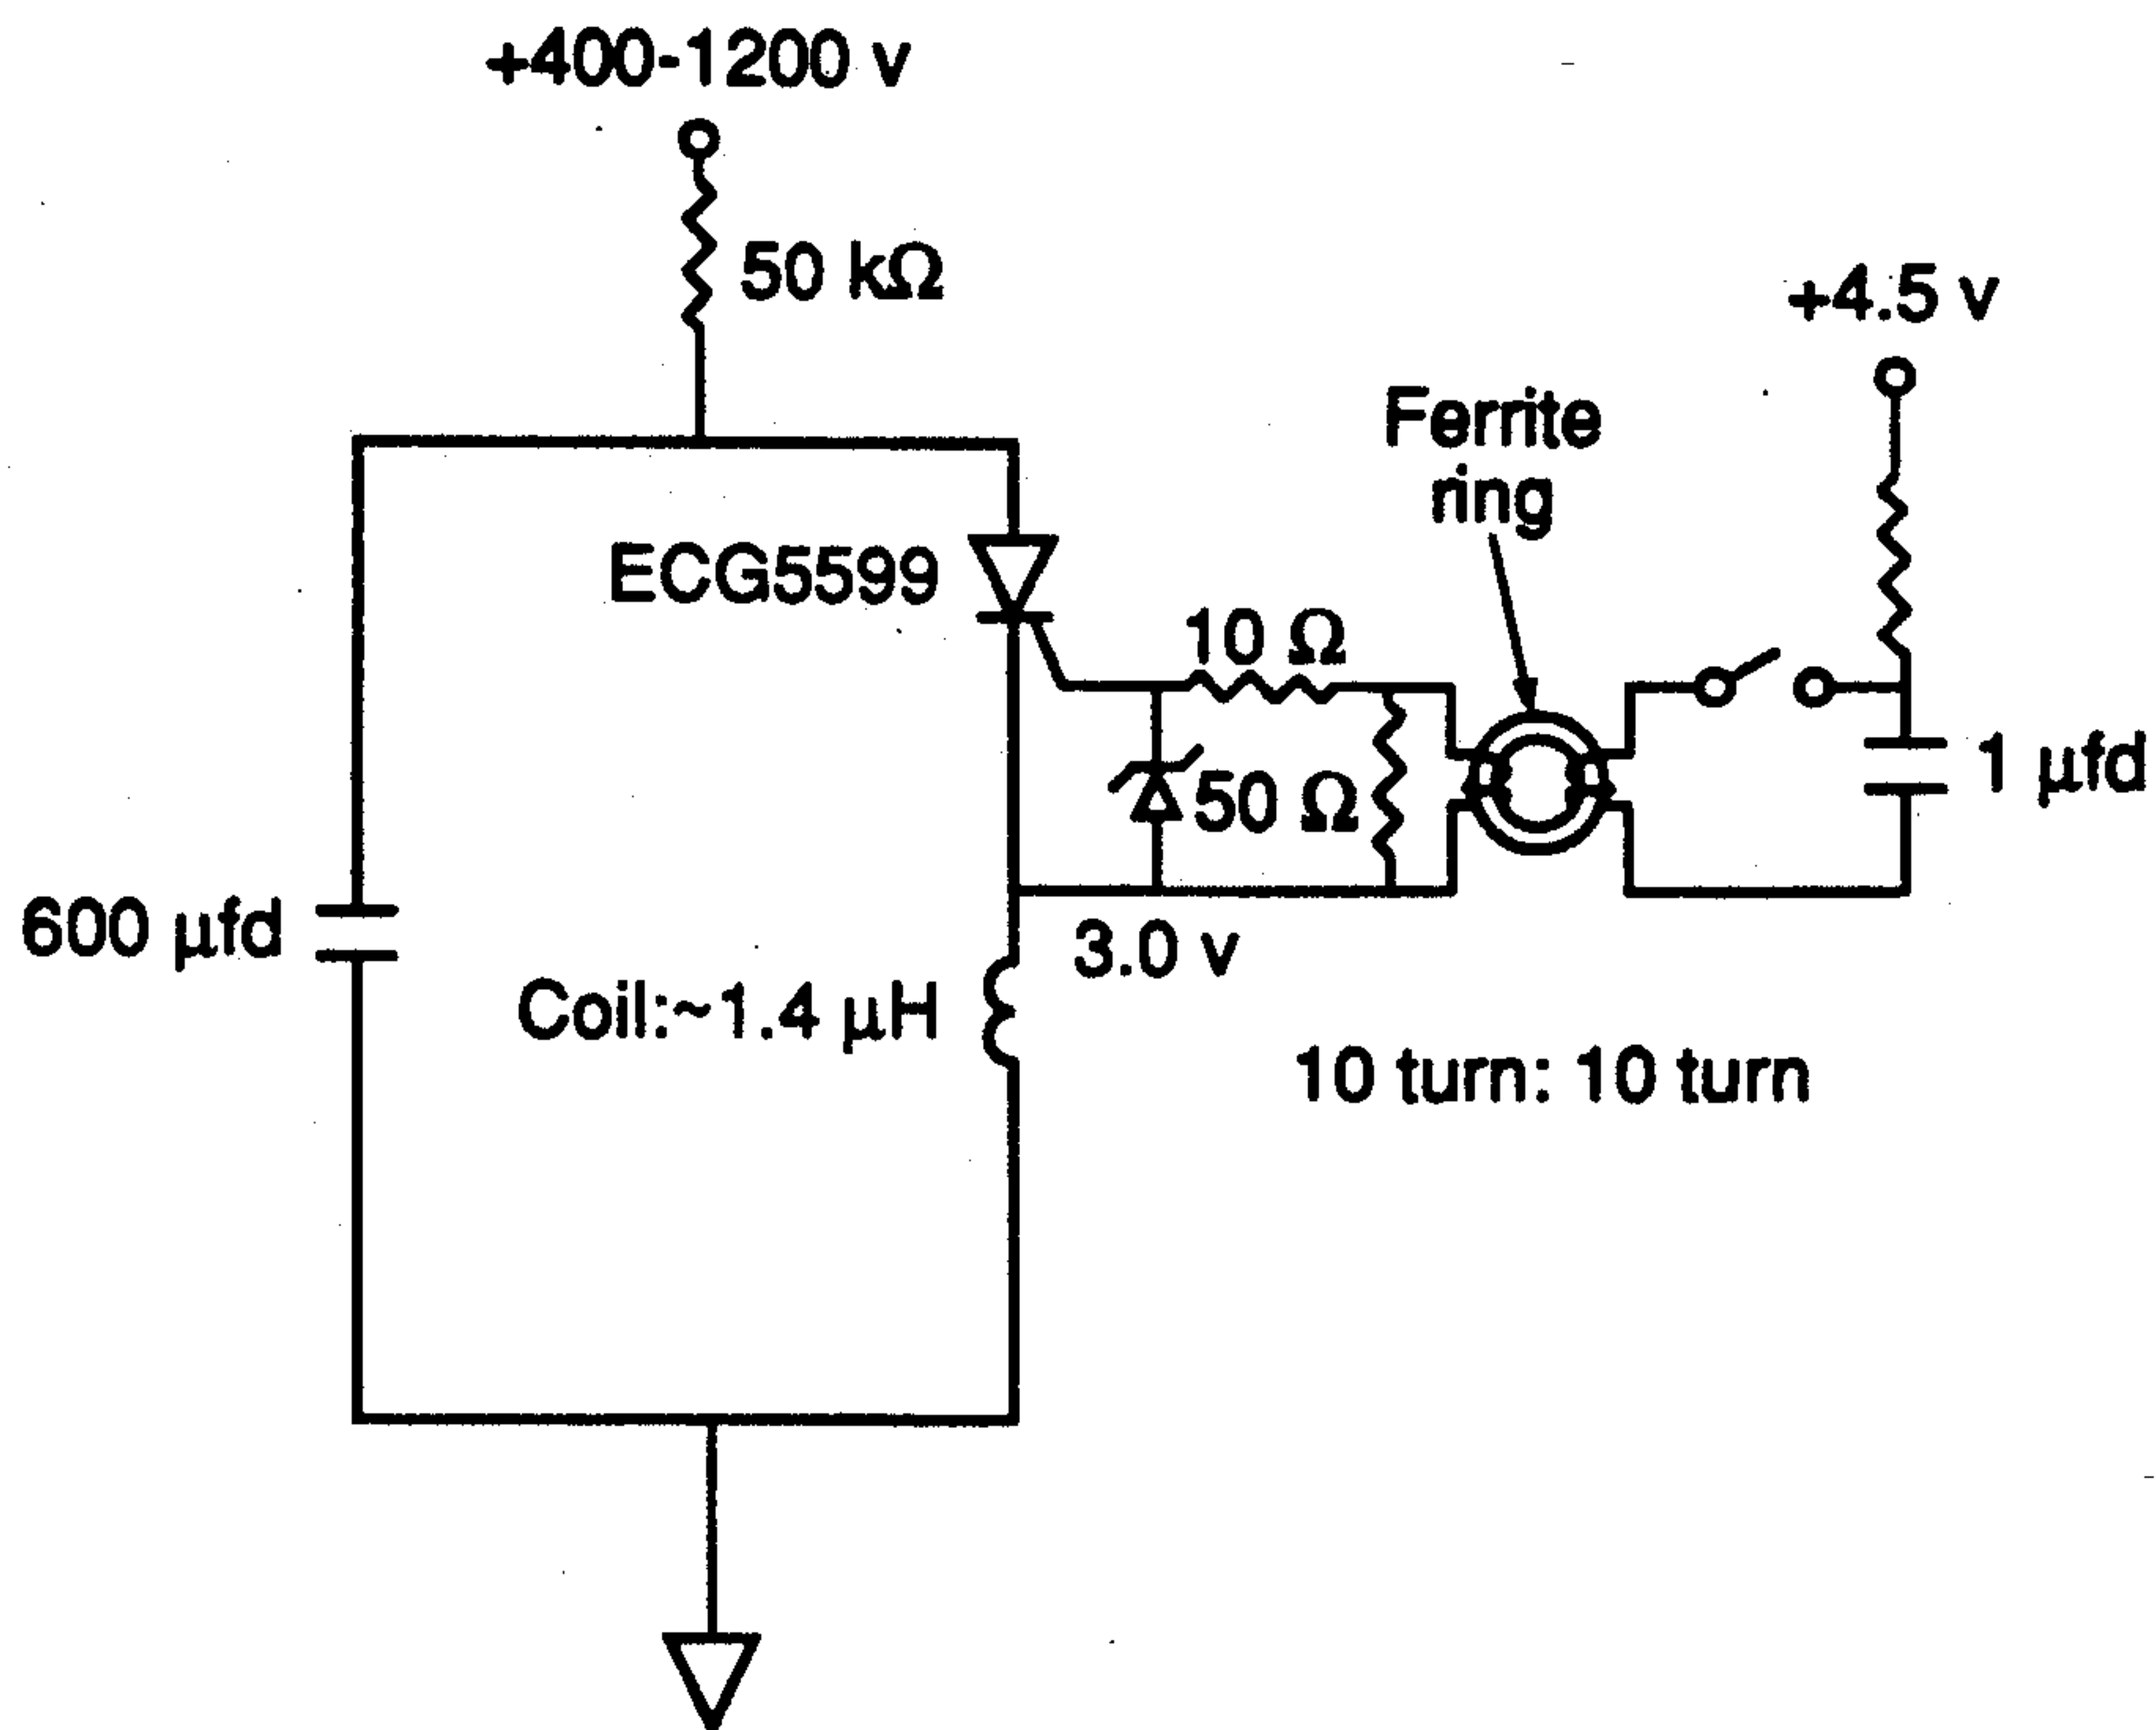 +400-1200 v
50 kΩ
+4.5 v
Ferrite
ring
ECG5599
10 Ω
50 Ω
1 µfd
600 µfd
3.0 v
Coil:~1.4 µH
10 turn: 10 turn